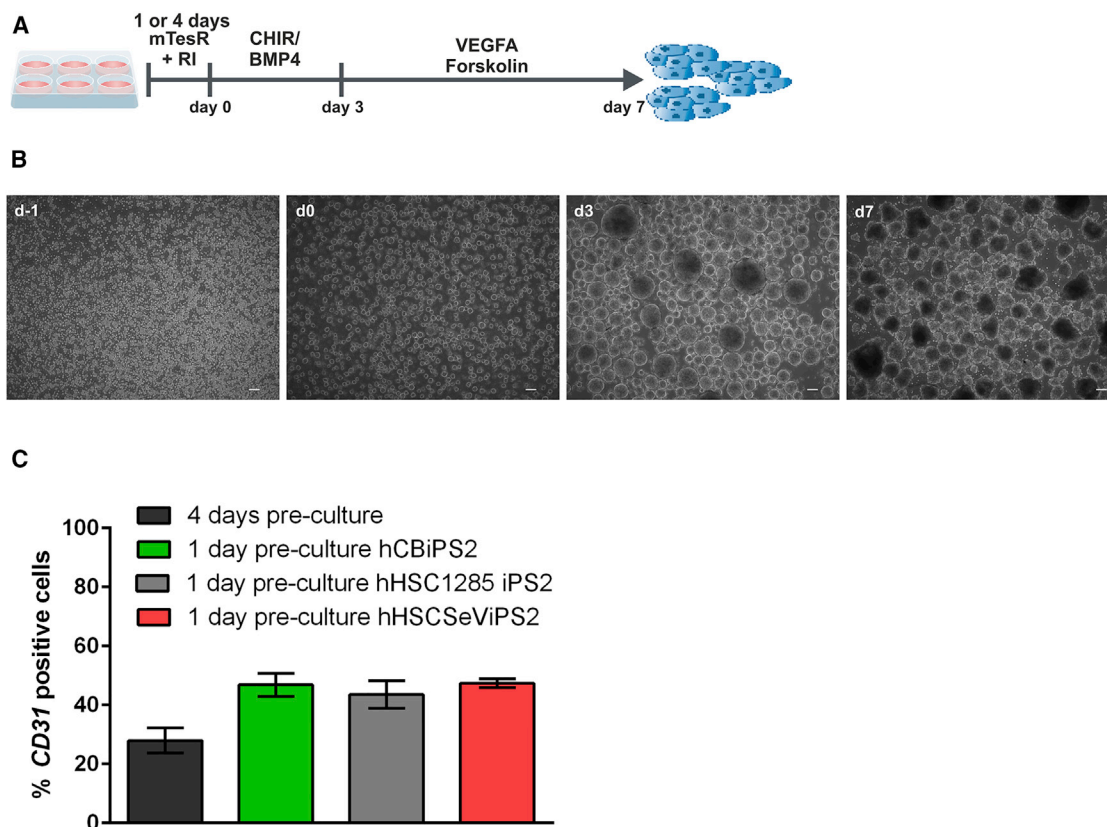 A
1 or 4 days
mTesR
+ RI
CHIR/
BMP4
VEGFA
Forskolin
day 0
day 3
day 7
B
d-1
d0
d3
d7
C
% CD31 positive cells
100
80
60
40
20
0
4 days pre-culture
1 day pre-culture hCBiPS2
1 day pre-culture hHSC1285 iPS2
1 day pre-culture hHSCSeViPS2